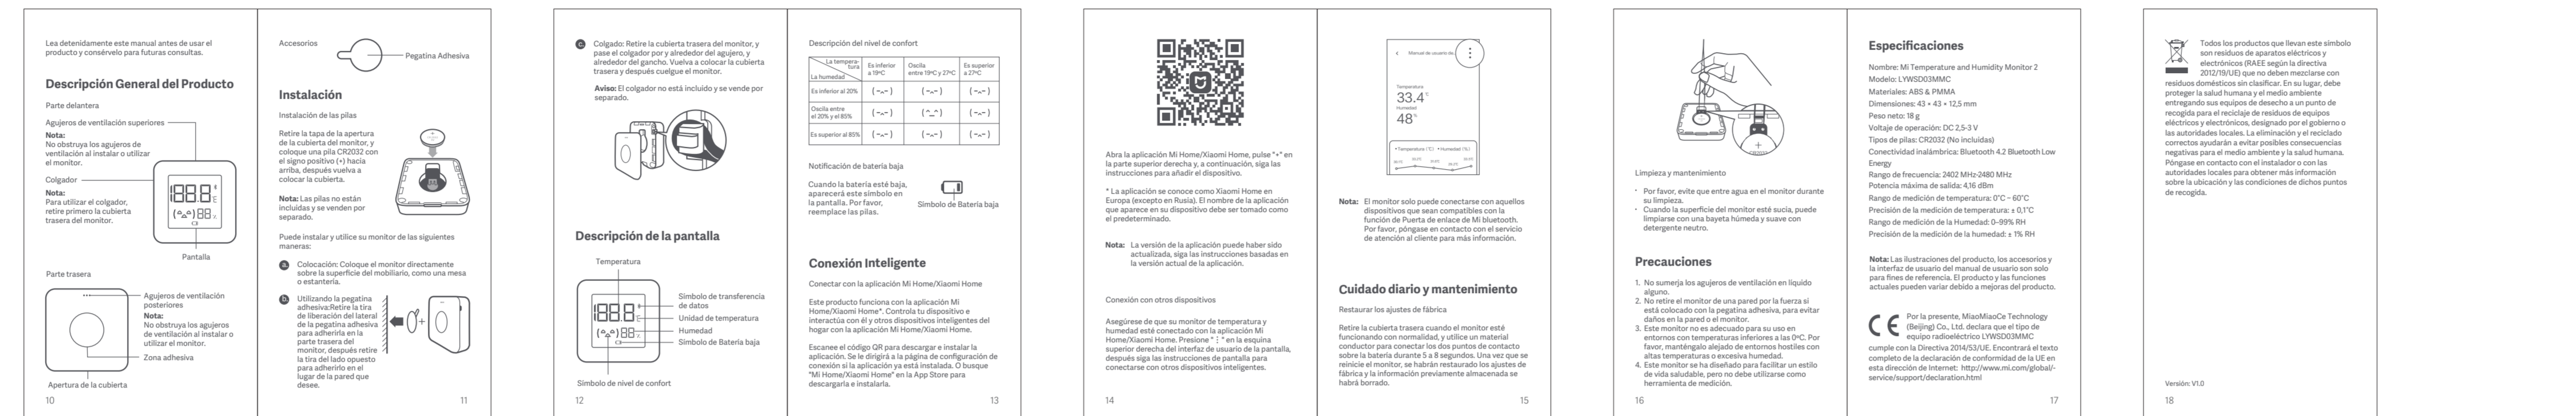 Lea detenidamente este manual antes de usar el
producto y consérvelo para futuras consultas.
Descripción General del Producto
Parte delantera
Agujeros de ventilación superiores
Nota:
No obstruya los agujeros de
ventilación al instalar o utilizar
el monitor.
Colgador
Nota:
Para utilizar el colgador,
retire primero la cubierta
trasera del monitor.
Pantalla
Parte trasera
Agujeros de ventilación
posteriores
Nota:
No obstruya los agujeros
de ventilación al instalar o
utilizar el monitor.
Zona adhesiva
Apertura de la cubierta
10
Accesorios
Pegatina Adhesiva
Instalación
Instalación de las pilas
Retire la tapa de la apertura
de la cubierta del monitor, y
coloque una pila CR2032 con
el signo positivo (+) hacia
arriba, después vuelva a
colocar la cubierta.
Nota: Las pilas no están
incluidas y se venden por
separado.
Puede instalar y utilice su monitor de las siguientes
maneras:
a. Colocación: Coloque el monitor directamente
sobre la superficie del mobiliario, como una mesa
o estantería.
b. Utilizando la pegatina
adhesiva:Retire la tira
de liberación del lateral
de la pegatina adhesiva
para adherirla en la
parte trasera del
monitor, después retire
la tira del lado opuesto
para adherirlo en el
lugar de la pared que
desee.
11
c. Colgado: Retire la cubierta trasera del monitor, y
pase el colgador por y alrededor del agujero, y
alrededor del gancho. Vuelva a colocar la cubierta
trasera y después cuelgue el monitor.
Aviso: El colgador no está incluido y se vende por
separado.
Descripción de la pantalla
Temperatura
Símbolo de transferencia
de datos
Unidad de temperatura
Humedad
Símbolo de Batería baja
Símbolo de nivel de confort
12
Descripción del nivel de confort
La tempera-
tura
La humedad
Es inferior
a 19ºC
Oscila
entre 19ºC y 27ºC
Es superior
a 27ºC
Es inferior al 20%
Oscila entre
el 20% y el 85%
Es superior al 85%
Notificación de batería baja
Cuando la batería esté baja,
aparecerá este símbolo en
la pantalla. Por favor,
reemplace las pilas.
Símbolo de Batería baja
Conexión Inteligente
Conectar con la aplicación Mi Home/Xiaomi Home
Este producto funciona con la aplicación Mi
Home/Xiaomi Home*. Controla tu dispositivo e
interactúa con él y otros dispositivos inteligentes del
hogar con la aplicación Mi Home/Xiaomi Home.
Escanee el código QR para descargar e instalar la
aplicación. Se le dirigirá a la página de configuración de
conexión si la aplicación ya está instalada. O busque
"Mi Home/Xiaomi Home" en la App Store para
descargarla e instalarla.
13
Abra la aplicación Mi Home/Xiaomi Home, pulse "+" en
la parte superior derecha y, a continuación, siga las
instrucciones para añadir el dispositivo.
* La aplicación se conoce como Xiaomi Home en
Europa (excepto en Rusia). El nombre de la aplicación
que aparece en su dispositivo debe ser tomado como
el predeterminado.
Nota: La versión de la aplicación puede haber sido
actualizada, siga las instrucciones basadas en
la versión actual de la aplicación.
Conexión con otros dispositivos
Asegúrese de que su monitor de temperatura y
humedad esté conectado con la aplicación Mi
Home/Xiaomi Home. Presione " ⋮ " en la esquina
superior derecha del interfaz de usuario de la pantalla,
después siga las instrucciones de pantalla para
conectarse con otros dispositivos inteligentes.
14
Manual de usuario de
Temperatura
33.4 ℃
Humedad
48 %
• Temperatura (℃) • Humedad (%)
Nota: El monitor solo puede conectarse con aquellos
dispositivos que sean compatibles con la
función de Puerta de enlace de Mi bluetooth.
Por favor, póngase en contacto con el servicio
de atención al cliente para más información.
Cuidado diario y mantenimiento
Restaurar los ajustes de fábrica
Retire la cubierta trasera cuando el monitor esté
funcionando con normalidad, y utilice un material
conductor para conectar los dos puntos de contacto
sobre la batería durante 5 a 8 segundos. Una vez que se
reinicie el monitor, se habrán restaurado los ajustes de
fábrica y la información previamente almacenada se
habrá borrado.
15
CR2032
Limpieza y mantenimiento
· Por favor, evite que entre agua en el monitor durante
su limpieza.
· Cuando la superficie del monitor esté sucia, puede
limpiarse con una bayeta húmeda y suave con
detergente neutro.
Precauciones
1. No sumerja los agujeros de ventilación en líquido
alguno.
2. No retire el monitor de una pared por la fuerza si
está colocado con la pegatina adhesiva, para evitar
daños en la pared o el monitor.
3. Este monitor no es adecuado para su uso en
entornos con temperaturas inferiores a las 0ºC. Por
favor, manténgalo alejado de entornos hostiles con
altas temperaturas o excesiva humedad.
4. Este monitor se ha diseñado para facilitar un estilo
de vida saludable, pero no debe utilizarse como
herramienta de medición.
16
Especificaciones
Nombre: Mi Temperature and Humidity Monitor 2
Modelo: LYWSD03MMC
Materiales: ABS & PMMA
Dimensiones: 43 × 43 × 12,5 mm
Peso neto: 18 g
Voltaje de operación: DC 2,5-3 V
Tipos de pilas: CR2032 (No incluidas)
Conectividad inalámbrica: Bluetooth 4.2 Bluetooth Low
Energy
Rango de frecuencia: 2402 MHz-2480 MHz
Potencia máxima de salida: 4,16 dBm
Rango de medición de temperatura: 0°C – 60°C
Precisión de la medición de temperatura: ± 0,1°C
Rango de medición de la Humedad: 0–99% RH
Precisión de la medición de la humedad: ± 1% RH
Nota: Las ilustraciones del producto, los accesorios y
la interfaz de usuario del manual de usuario son solo
para fines de referencia. El producto y las funciones
actuales pueden variar debido a mejoras del producto.
CE Por la presente, MiaoMiaoCe Technology
(Beijing) Co., Ltd. declara que el tipo de
equipo radioeléctrico LYWSD03MMC
cumple con la Directiva 2014/53/UE. Encontrará el texto
completo de la declaración de conformidad de la UE en
esta dirección de Internet: http://www.mi.com/global/-
service/support/declaration.html
17
Todos los productos que llevan este símbolo
son residuos de aparatos eléctricos y
electrónicos (RAEE según la directiva
2012/19/UE) que no deben mezclarse con
residuos domésticos sin clasificar. En su lugar, debe
proteger la salud humana y el medio ambiente
entregando sus equipos de desecho a un punto de
recogida para el reciclaje de residuos de equipos
eléctricos y electrónicos, designado por el gobierno o
las autoridades locales. La eliminación y el reciclado
correctos ayudarán a evitar posibles consecuencias
negativas para el medio ambiente y la salud humana.
Póngase en contacto con el instalador o con las
autoridades locales para obtener más información
sobre la ubicación y las condiciones de dichos puntos
de recogida.
Versión: V1.0
18